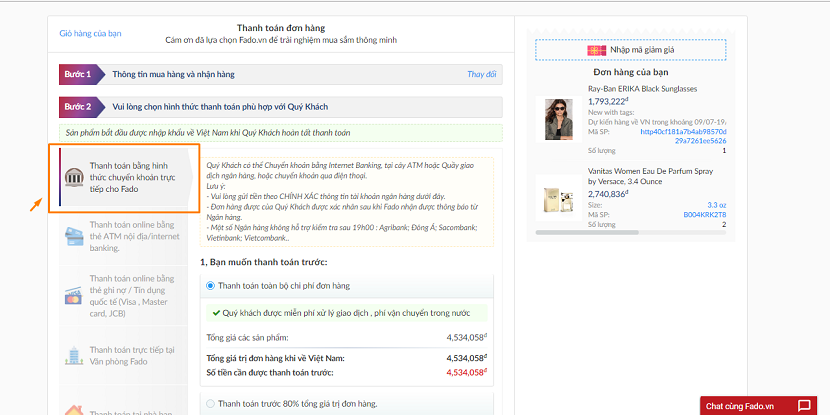 Giỏ hàng của bạn
Thanh toán đơn hàng
Cám ơn đã lựa chọn Fado.vn để trải nghiệm mua sắm thông minh
Bước 1
Thông tin mua hàng và nhận hàng
Thay đổi
Bước 2
Vui lòng chọn hình thức thanh toán phù hợp với Quý Khách
Sản phẩm bắt đầu được nhập khẩu về Việt Nam khi Quý Khách hoàn tất thanh toán
Thanh toán bằng hình
thức chuyển khoản trực
tiếp cho Fado
Thanh toán online bằng
thẻ ATM nội địa/internet
banking.
Thanh toán online bằng
thẻ ghi nợ / Tín dụng
quốc tế (Visa , Master
card, JCB)
Thanh toán trực tiếp tại
Văn phòng Fado
Thanh toán tại nhà bạn
Quý Khách có thể Chuyển khoản bằng Internet Banking, tại cây ATM hoặc Quầy giao
dịch ngân hàng, hoặc chuyển khoản qua điện thoại.
Lưu ý:
- Vui lòng gửi tiền theo CHÍNH XÁC thông tin tài khoản ngân hàng dưới đây.
- Đơn hàng được của Quý Khách được xác nhận sau khi Fado nhận được thông báo từ
Ngân hàng.
- Một số Ngân hàng không hỗ trợ kiểm tra sau 19h00 : Agribank; Đông Á; Sacombank;
Vietinbank; Vietcombank..
1, Bạn muốn thanh toán trước:
Thanh toán toàn bộ chi phí đơn hàng
Quý khách được miễn phí xử lý giao dịch , phí vận chuyển trong nước
Tổng giá các sản phẩm: 4,534,058đ
Tổng giá trị đơn hàng khi về Việt Nam: 4,534,058đ
Số tiền cần được thanh toán trước: 4,534,058đ
Thanh toán trước 80% tổng giá trị đơn hàng.
Nhập mã giảm giá
Đơn hàng của bạn
Ray-Ban ERIKA Black Sunglasses
1,793,222đ
New with tags:
Dự kiến hàng về VN trong khoảng 09/07-19/
Mã SP: http40cf181a7b4ab98570d
29a7261ee5626
Số lượng 1
Vanitas Women Eau De Parfum Spray
by Versace, 3.4 Ounce
2,740,836đ
Size: 3.3 oz
Mã SP: B004KRK2T8
Số lượng 2
Chat cùng Fado.vn